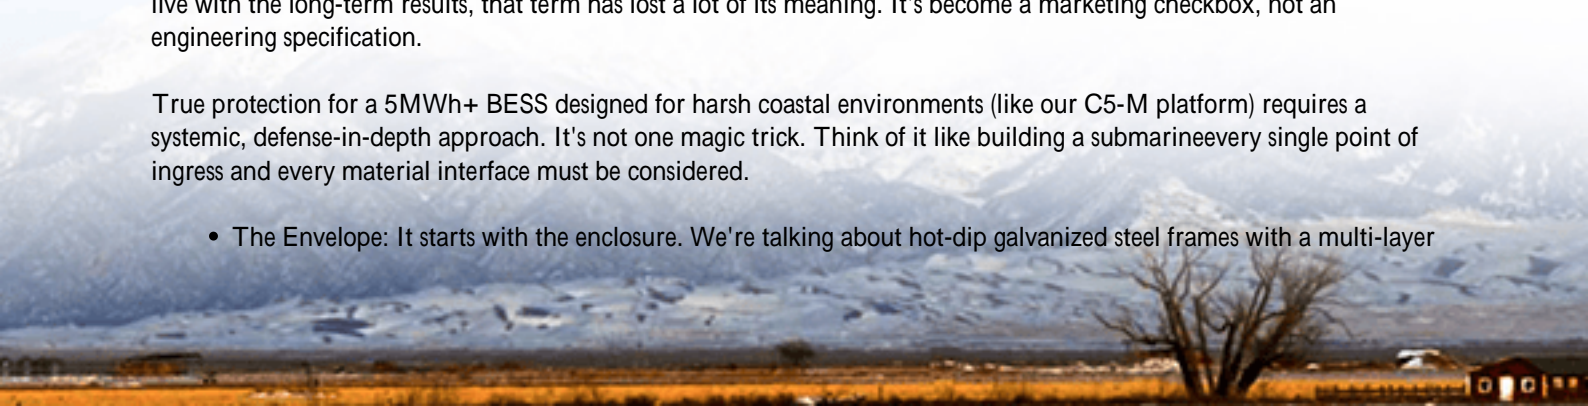 live with the long-term results, that term has lost a lot of its meaning. It's become a marketing checkbox, not an
engineering specification.
True protection for a 5MWh+ BESS designed for harsh coastal environments (like our C5-M platform) requires a
systemic, defense-in-depth approach. It's not one magic trick. Think of it like building a submarineevery single point of
ingress and every material interface must be considered.
• The Envelope: It starts with the enclosure. We're talking about hot-dip galvanized steel frames with a multi-layer